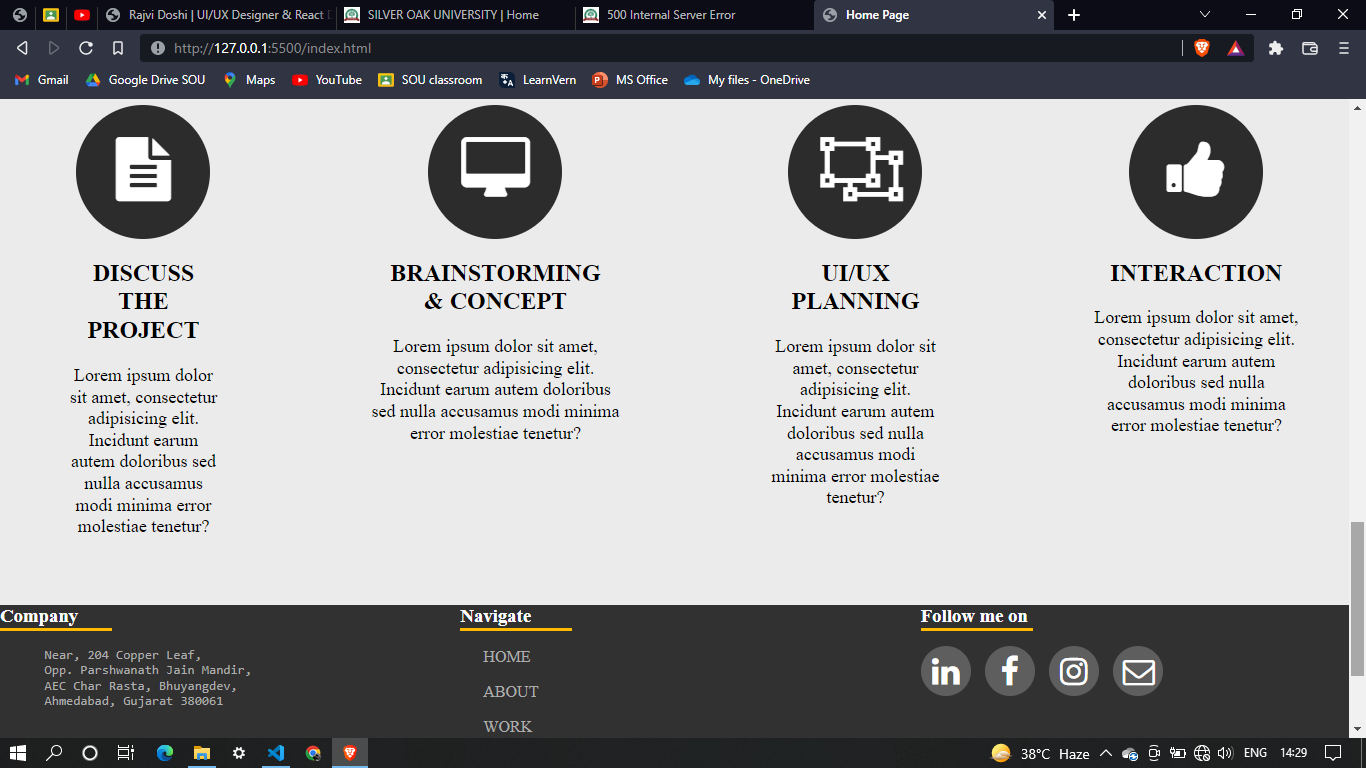 Rajvi Doshi | UI/UX Designer & React
SILVER OAK UNIVERSITY | Home
500 Internal Server Error
Home Page
http://127.0.0.1:5500/index.html
Gmail
Google Drive SOU
Maps
YouTube
SOU classroom
LearnVern
MS Office
My files - OneDrive
DISCUSS
THE
PROJECT
Lorem ipsum dolor
sit amet, consectetur
adipisicing elit.
Incidunt earum
autem doloribus sed
nulla accusamus
modi minima error
molestiae tenetur?
BRAINSTORMING
& CONCEPT
Lorem ipsum dolor sit amet,
consectetur adipisicing elit.
Incidunt earum autem doloribus
sed nulla accusamus modi minima
error molestiae tenetur?
UI/UX
PLANNING
Lorem ipsum dolor sit
amet, consectetur
adipisicing elit.
Incidunt earum autem
doloribus sed nulla
accusamus modi
minima error molestiae
tenetur?
INTERACTION
Lorem ipsum dolor sit amet,
consectetur adipisicing elit.
Incidunt earum autem
doloribus sed nulla
accusamus modi minima
error molestiae tenetur?
Company
Near, 204 Copper Leaf,
Opp. Parshwanath Jain Mandir,
AEC Char Rasta, Bhuyangdev,
Ahmedabad, Gujarat 380061
Navigate
HOME
ABOUT
WORK
Follow me on
in
f
38°C Haze
ENG
14:29